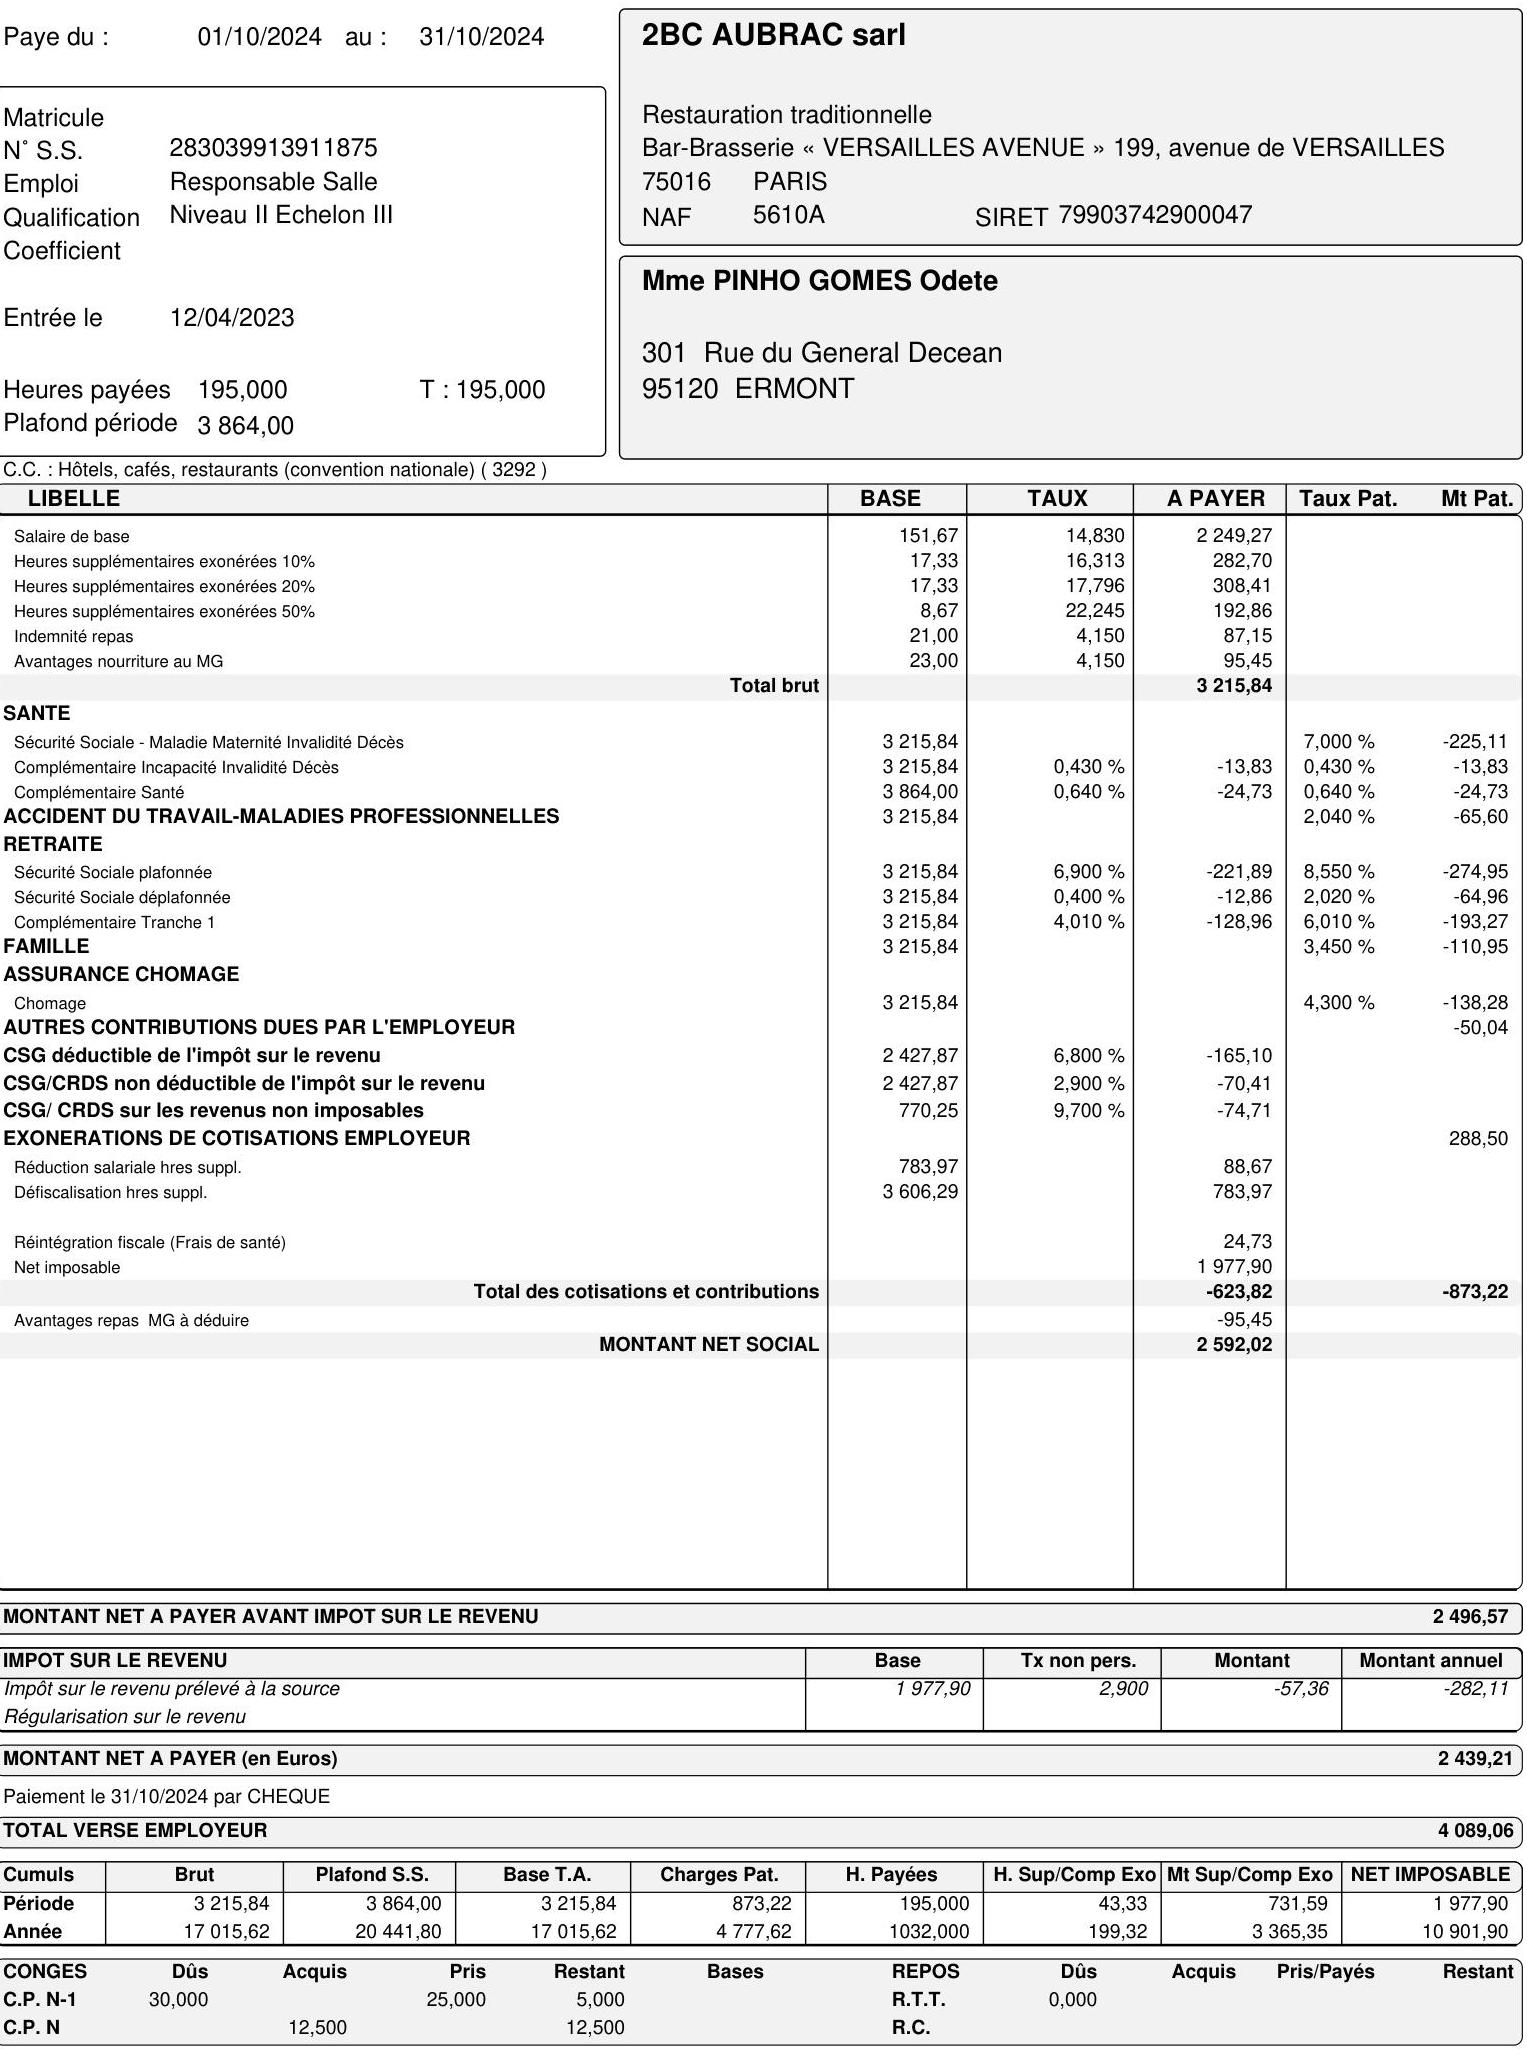 Paye du : 01/10/2024 au : 31/10/2024
2BC AUBRAC sarl
Restauration traditionnelle
Bar-Brasserie « VERSAILLES AVENUE » 199, avenue de VERSAILLES
75016 PARIS
NAF 5610A SIRET 79903742900047
Matricule
N° S.S. 283039913911875
Emploi Responsable Salle
Qualification Niveau II Echelon III
Coefficient
Entrée le 12/04/2023
Heures payées 195,000 T : 195,000
Plafond période 3 864,00
Mme PINHO GOMES Odete
301 Rue du General Decean
95120 ERMONT
C.C. : Hôtels, cafés, restaurants (convention nationale) ( 3292 )
LIBELLE BASE TAUX A PAYER Taux Pat. Mt Pat.
Salaire de base 151,67 14,830 2 249,27
Heures supplémentaires exonérées 10% 17,33 16,313 282,70
Heures supplémentaires exonérées 20% 17,33 17,796 308,41
Heures supplémentaires exonérées 50% 8,67 22,245 192,86
Indemnité repas 21,00 4,150 87,15
Avantages nourriture au MG 23,00 4,150 95,45
Total brut 3 215,84
SANTE
Sécurité Sociale - Maladie Maternité Invalidité Décès 3 215,84 7,000 % -225,11
Complémentaire Incapacité Invalidité Décès 3 215,84 0,430 % -13,83 0,430 % -13,83
Complémentaire Santé 3 864,00 0,640 % -24,73 0,640 % -24,73
ACCIDENT DU TRAVAIL-MALADIES PROFESSIONNELLES 3 215,84 2,040 % -65,60
RETRAITE
Sécurité Sociale plafonnée 3 215,84 6,900 % -221,89 8,550 % -274,95
Sécurité Sociale déplafonnée 3 215,84 0,400 % -12,86 2,020 % -64,96
Complémentaire Tranche 1 3 215,84 4,010 % -128,96 6,010 % -193,27
FAMILLE 3 215,84 3,450 % -110,95
ASSURANCE CHOMAGE
Chomage 3 215,84 4,300 % -138,28
AUTRES CONTRIBUTIONS DUES PAR L'EMPLOYEUR -50,04
CSG déductible de l'impôt sur le revenu 2 427,87 6,800 % -165,10
CSG/CRDS non déductible de l'impôt sur le revenu 2 427,87 2,900 % -70,41
CSG/ CRDS sur les revenus non imposables 770,25 9,700 % -74,71
EXONERATIONS DE COTISATIONS EMPLOYEUR 288,50
Réduction salariale hres suppl. 783,97 88,67
Défiscalisation hres suppl. 3 606,29 783,97
Réintégration fiscale (Frais de santé) 24,73
Net imposable 1 977,90
Total des cotisations et contributions -623,82 -873,22
Avantages repas MG à déduire -95,45
MONTANT NET SOCIAL 2 592,02
MONTANT NET A PAYER AVANT IMPOT SUR LE REVENU 2 496,57
IMPOT SUR LE REVENU Base Tx non pers. Montant Montant annuel
Impôt sur le revenu prélevé à la source 1 977,90 2,900 -57,36 -282,11
Régularisation sur le revenu
MONTANT NET A PAYER (en Euros) 2 439,21
Paiement le 31/10/2024 par CHEQUE
TOTAL VERSE EMPLOYEUR 4 089,06
Cumuls Brut Plafond S.S. Base T.A. Charges Pat. H. Payées H. Sup/Comp Exo Mt Sup/Comp Exo NET IMPOSABLE
Période 3 215,84 3 864,00 3 215,84 873,22 195,000 43,33 731,59 1 977,90
Année 17 015,62 20 441,80 17 015,62 4 777,62 1032,000 199,32 3 365,35 10 901,90
CONGES Dûs Acquis Pris Restant Bases REPOS Dûs Acquis Pris/Payés Restant
C.P. N-1 30,000 25,000 5,000 R.T.T. 0,000
C.P. N 12,500 12,500 R.C.